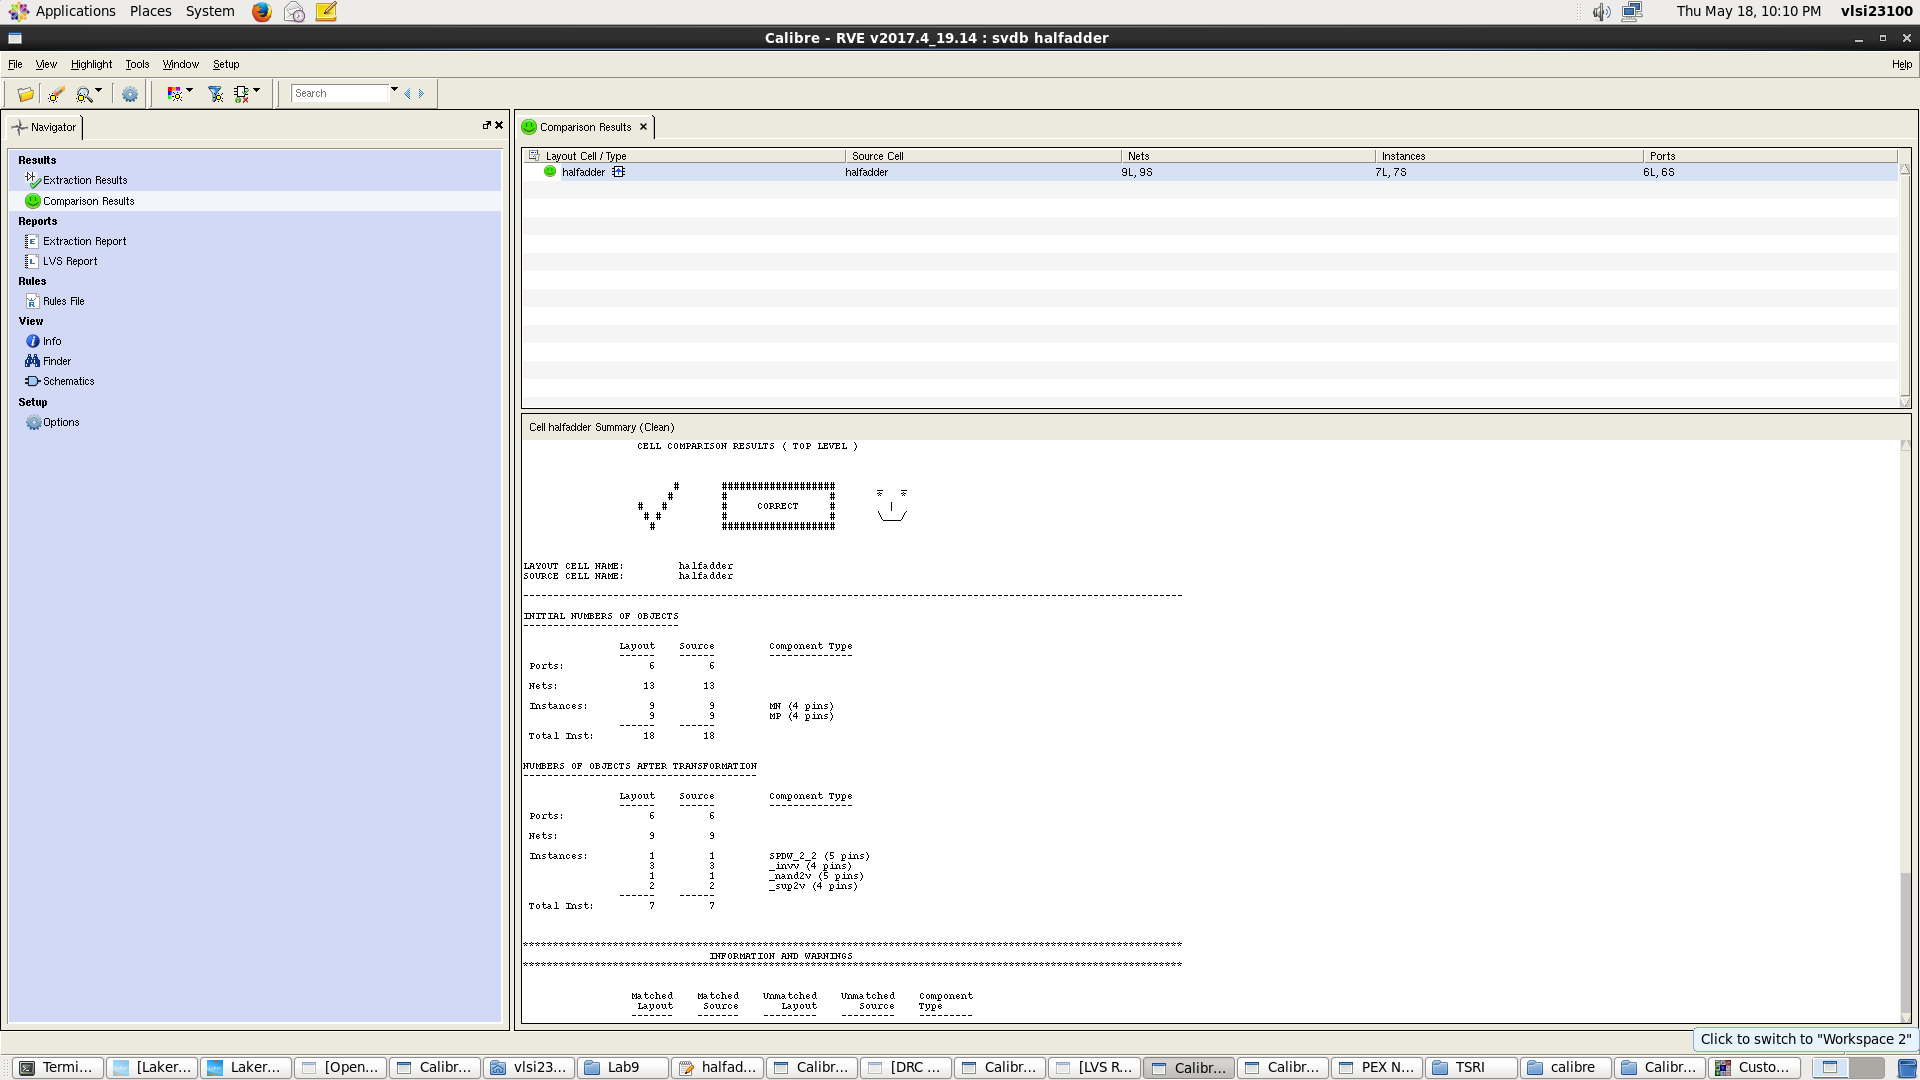 Applications Places System Thu May 18, 10:10 PM vlsi23100
Calibre - RVE v2017.4_19.14 : svdb halfadder
File View Highlight Tools Window Setup Help
Search
Navigator
Results
Extraction Results
Comparison Results
Reports
Extraction Report
LVS Report
Rules
Rules File
View
Info
Finder
Schematics
Setup
Options
Comparison Results
Layout Cell / Type Source Cell Nets Instances Ports
halfadder halfadder 9L, 9S 7L, 7S 6L, 6S
Cell halfadder Summary (Clean)
CELL COMPARISON RESULTS ( TOP LEVEL )
CORRECT
LAYOUT CELL NAME: halfadder
SOURCE CELL NAME: halfadder
INITIAL NUMBERS OF OBJECTS
Layout Source Component Type
Ports: 6 6
Nets: 13 13
Instances: 9 9 MN (4 pins)
9 9 MP (4 pins)
Total Inst: 18 18
NUMBERS OF OBJECTS AFTER TRANSFORMATION
Layout Source Component Type
Ports: 6 6
Nets: 9 9
Instances: 1 1 SPDW_2_2 (5 pins)
3 3 _invv (4 pins)
1 1 _nand2v (5 pins)
2 2 _sup2v (4 pins)
Total Inst: 7 7
INFORMATION AND WARNINGS
Matched Matched Unmatched Unmatched Component
Layout Source Layout Source Type
Click to switch to "Workspace 2"
Termi... [Laker... Laker... [Open... Calibr... vlsi23... Lab9 halfad... Calibr... [DRC ... Calibr... [LVS R... Calibr... Calibr... PEX N... TSRI calibre Calibr... Custo...